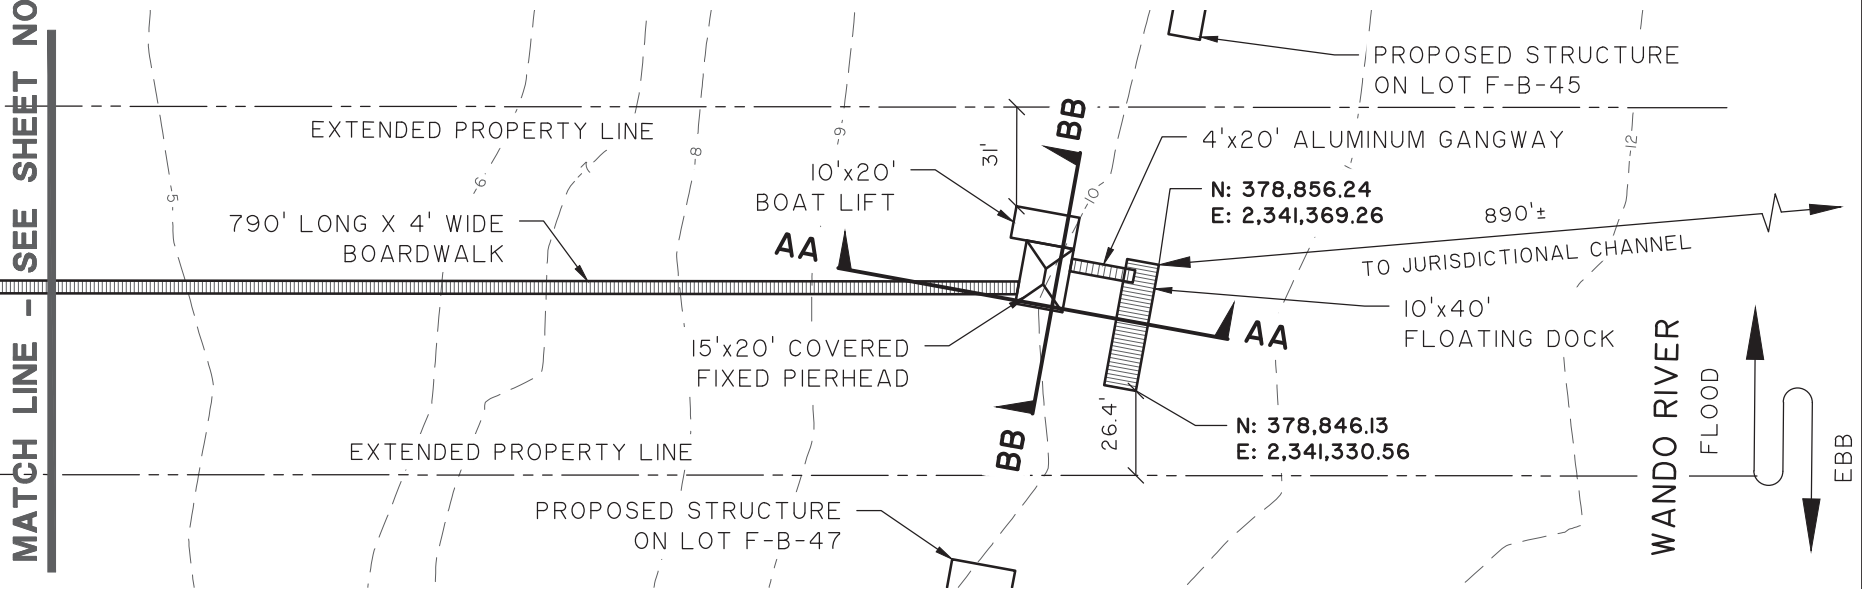 MATCH LINE - SEE SHEET NO
PROPOSED STRUCTURE
ON LOT F-B-45
EXTENDED PROPERTY LINE
BB
4'x20' ALUMINUM GANGWAY
-9-
-8-
-7-
-6-
-5-
-10-
-12-
31'
10'x20'
BOAT LIFT
N: 378,856.24
E: 2,341,369.26
790' LONG X 4' WIDE
BOARDWALK
AA
890'±
TO JURISDICTIONAL CHANNEL
10'x40'
FLOATING DOCK
AA
15'x20' COVERED
FIXED PIERHEAD
26.4'
N: 378,846.13
E: 2,341,330.56
BB
EXTENDED PROPERTY LINE
PROPOSED STRUCTURE
ON LOT F-B-47
WANDO RIVER
FLOOD
EBB